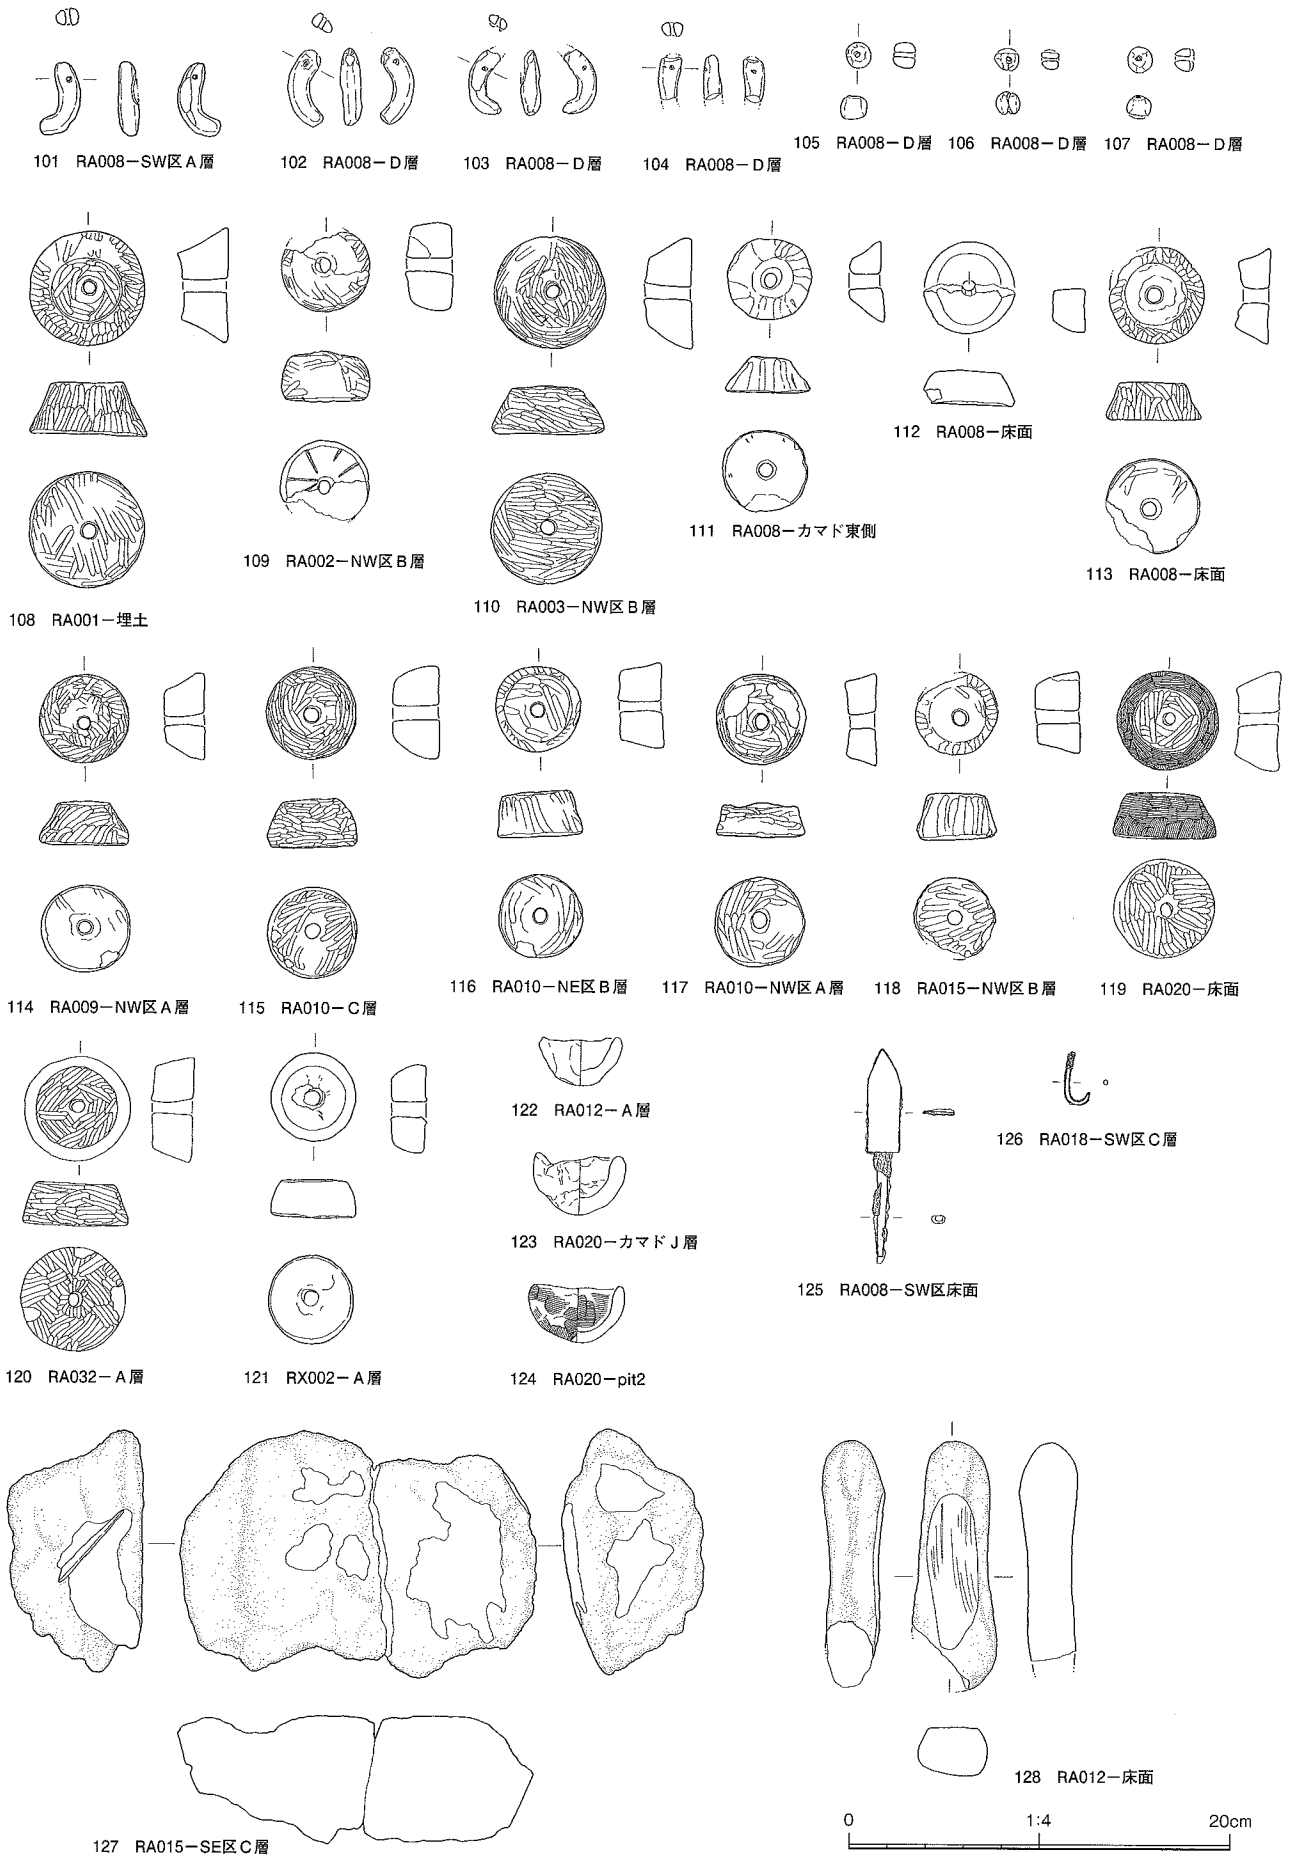 101　RA008－SW区A層
102　RA008－D層
103　RA008－D層
104　RA008－D層
105　RA008－D層
106　RA008－D層
107　RA008－D層
108　RA001－埋土
109　RA002－NW区B層
110　RA003－NW区B層
111　RA008－カマド東側
112　RA008－床面
113　RA008－床面
114　RA009－NW区A層
115　RA010－C層
116　RA010－NE区B層
117　RA010－NW区A層
118　RA015－NW区B層
119　RA020－床面
120　RA032－A層
121　RX002－A層
122　RA012－A層
123　RA020－カマドJ層
124　RA020－pit2
125　RA008－SW区床面
126　RA018－SW区C層
127　RA015－SE区C層
128　RA012－床面
0　1:4　20cm